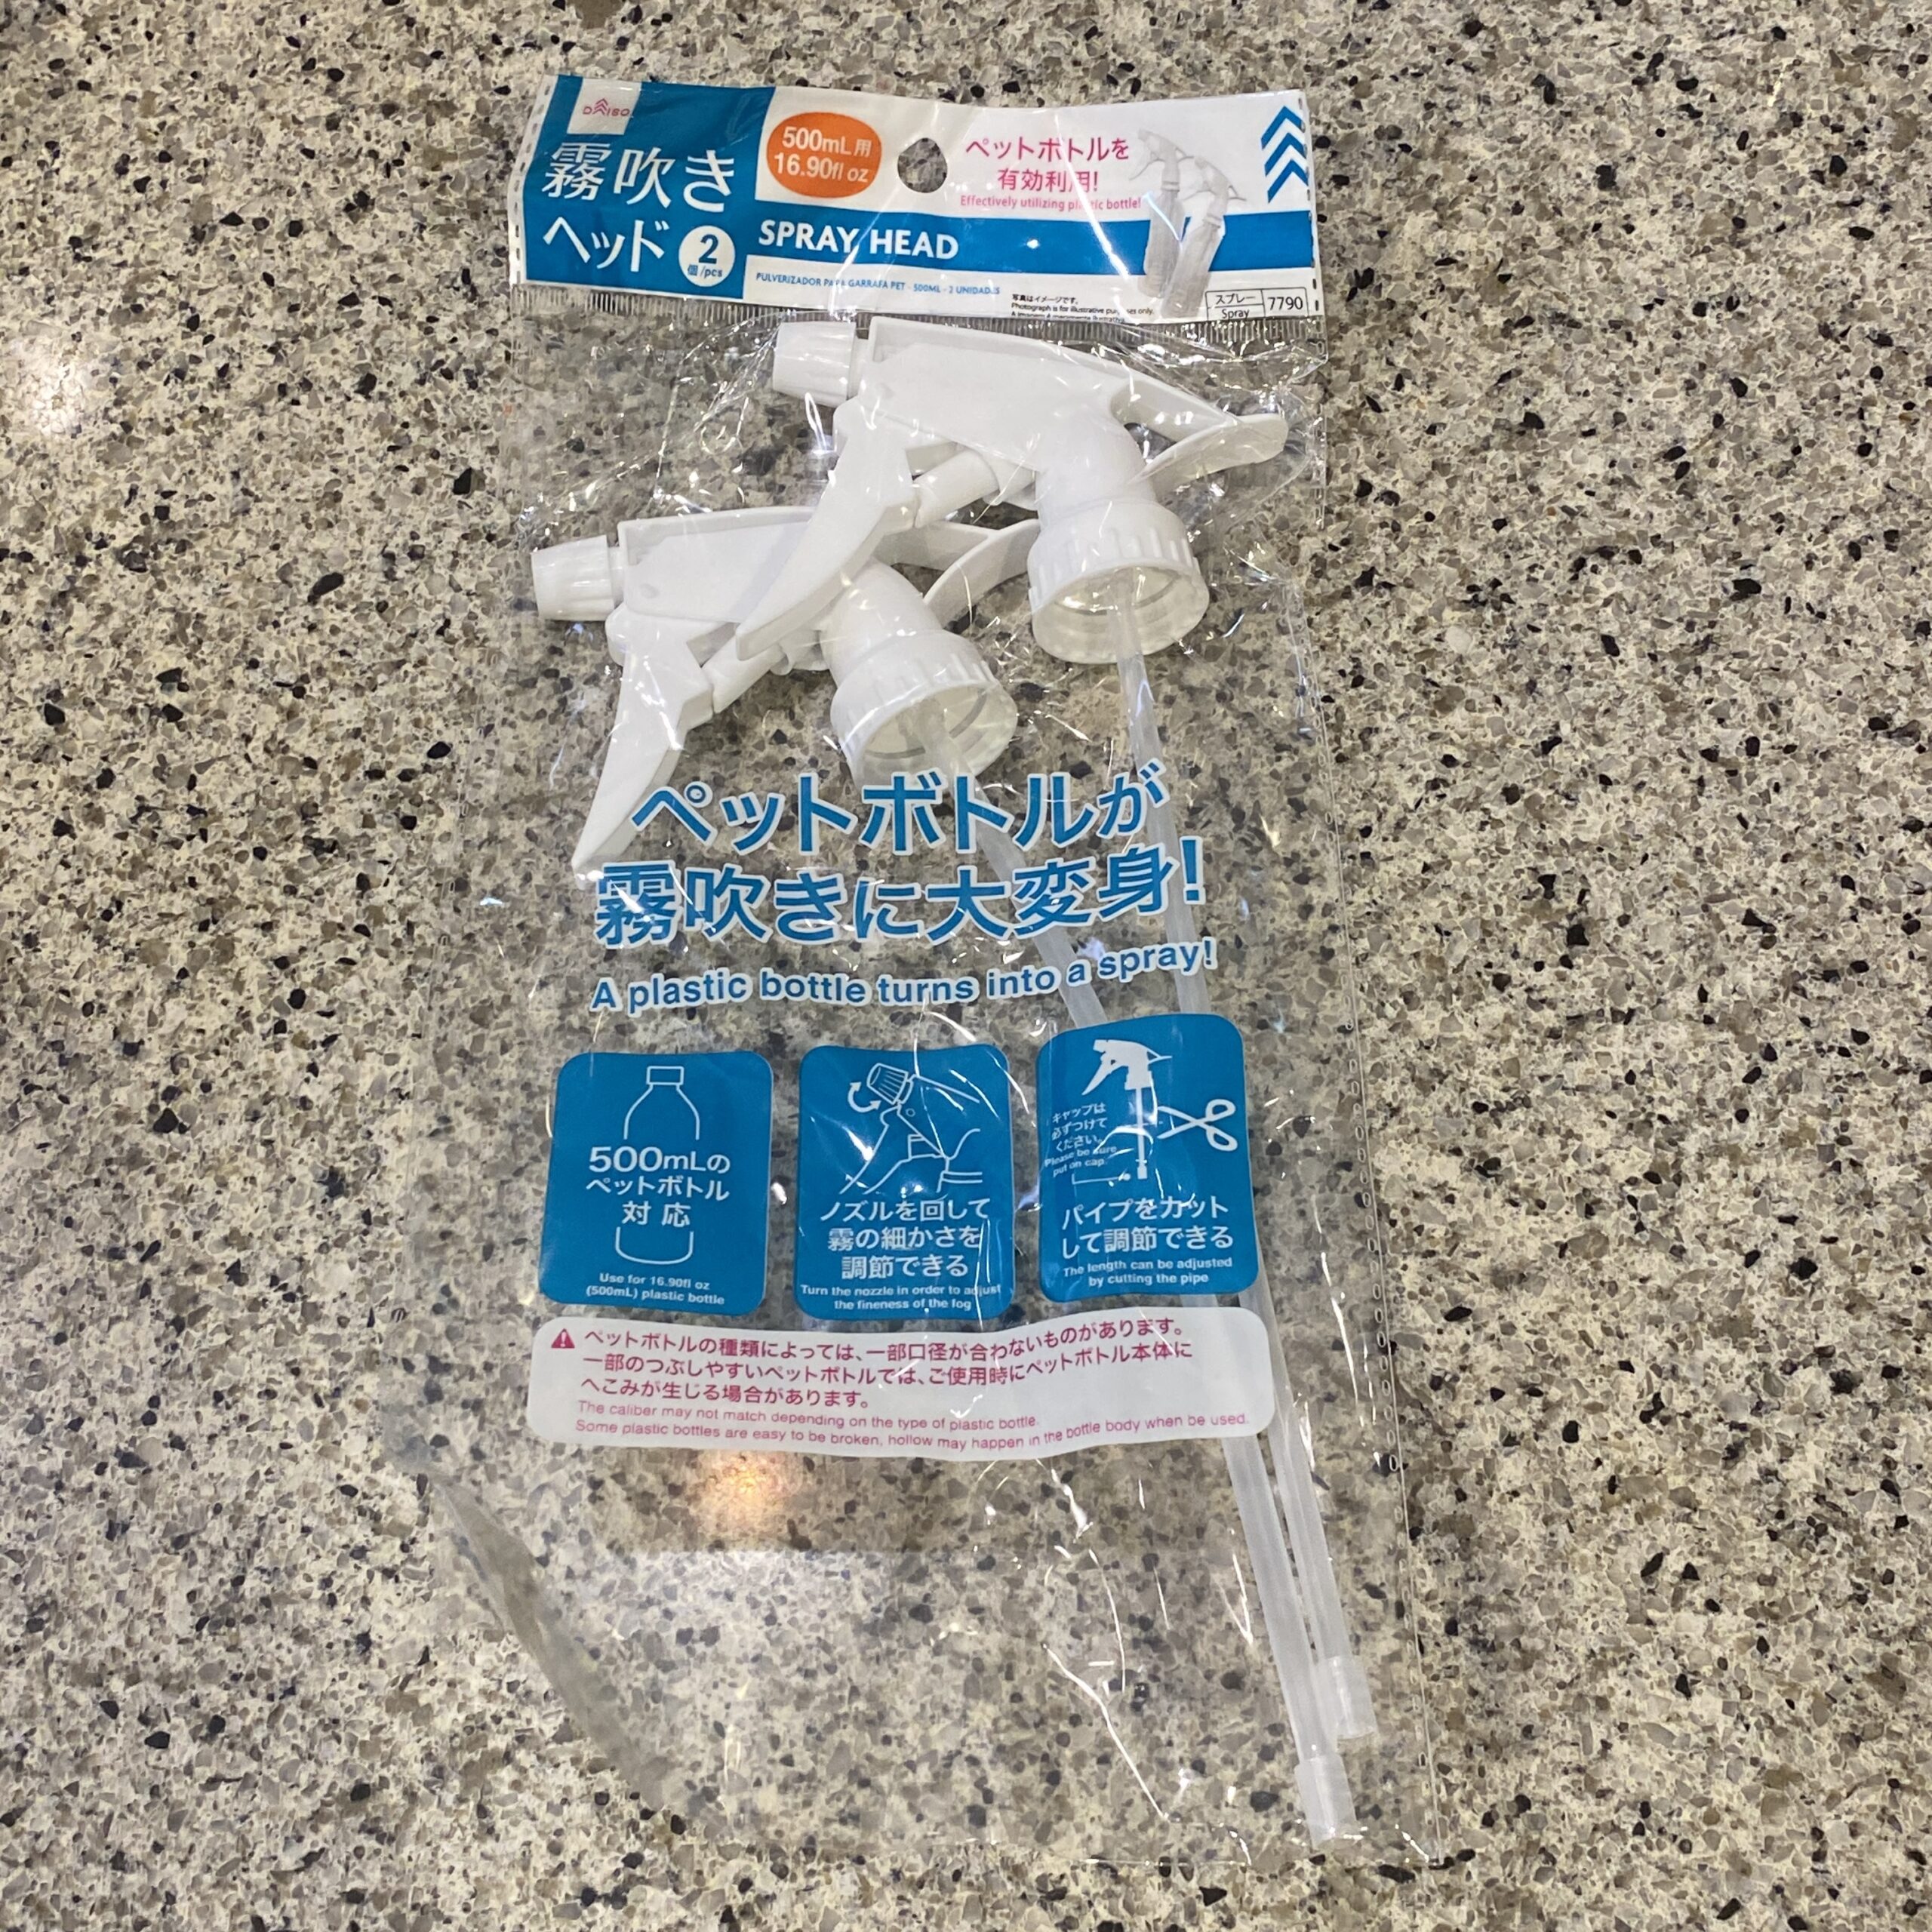 DAISO
霧吹き
ヘッド
2
個/pcs
500mL用
16.90fl oz
ペットボトルを
有効利用!
Effectively utilizing plastic bottle!
SPRAY HEAD
PULVERIZADOR PARA GARRAFA PET - 500ML - 2 UNIDADES
写真はイメージです。
Photograph is for illustrative purposes only.
スプレー
Spray
7790
ペットボトルが
霧吹きに大変身!
A plastic bottle turns into a spray!
500mLの
ペットボトル
対応
Use for 16.90fl oz
(500mL) plastic bottle
ノズルを回して
霧の細かさを
調節できる
Turn the nozzle in order to adjust
the fineness of the fog
キャップは
必ずつけて
ください。
Please be sure
put on cap.
パイプをカット
して調節できる
The length can be adjusted
by cutting the pipe
ペットボトルの種類によっては、一部口径が合わないものがあります。
一部のつぶしやすいペットボトルでは、ご使用時にペットボトル本体に
へこみが生じる場合があります。
The caliber may not match depending on the type of plastic bottle.
Some plastic bottles are easy to be broken, hollow may happen in the bottle body when be used.